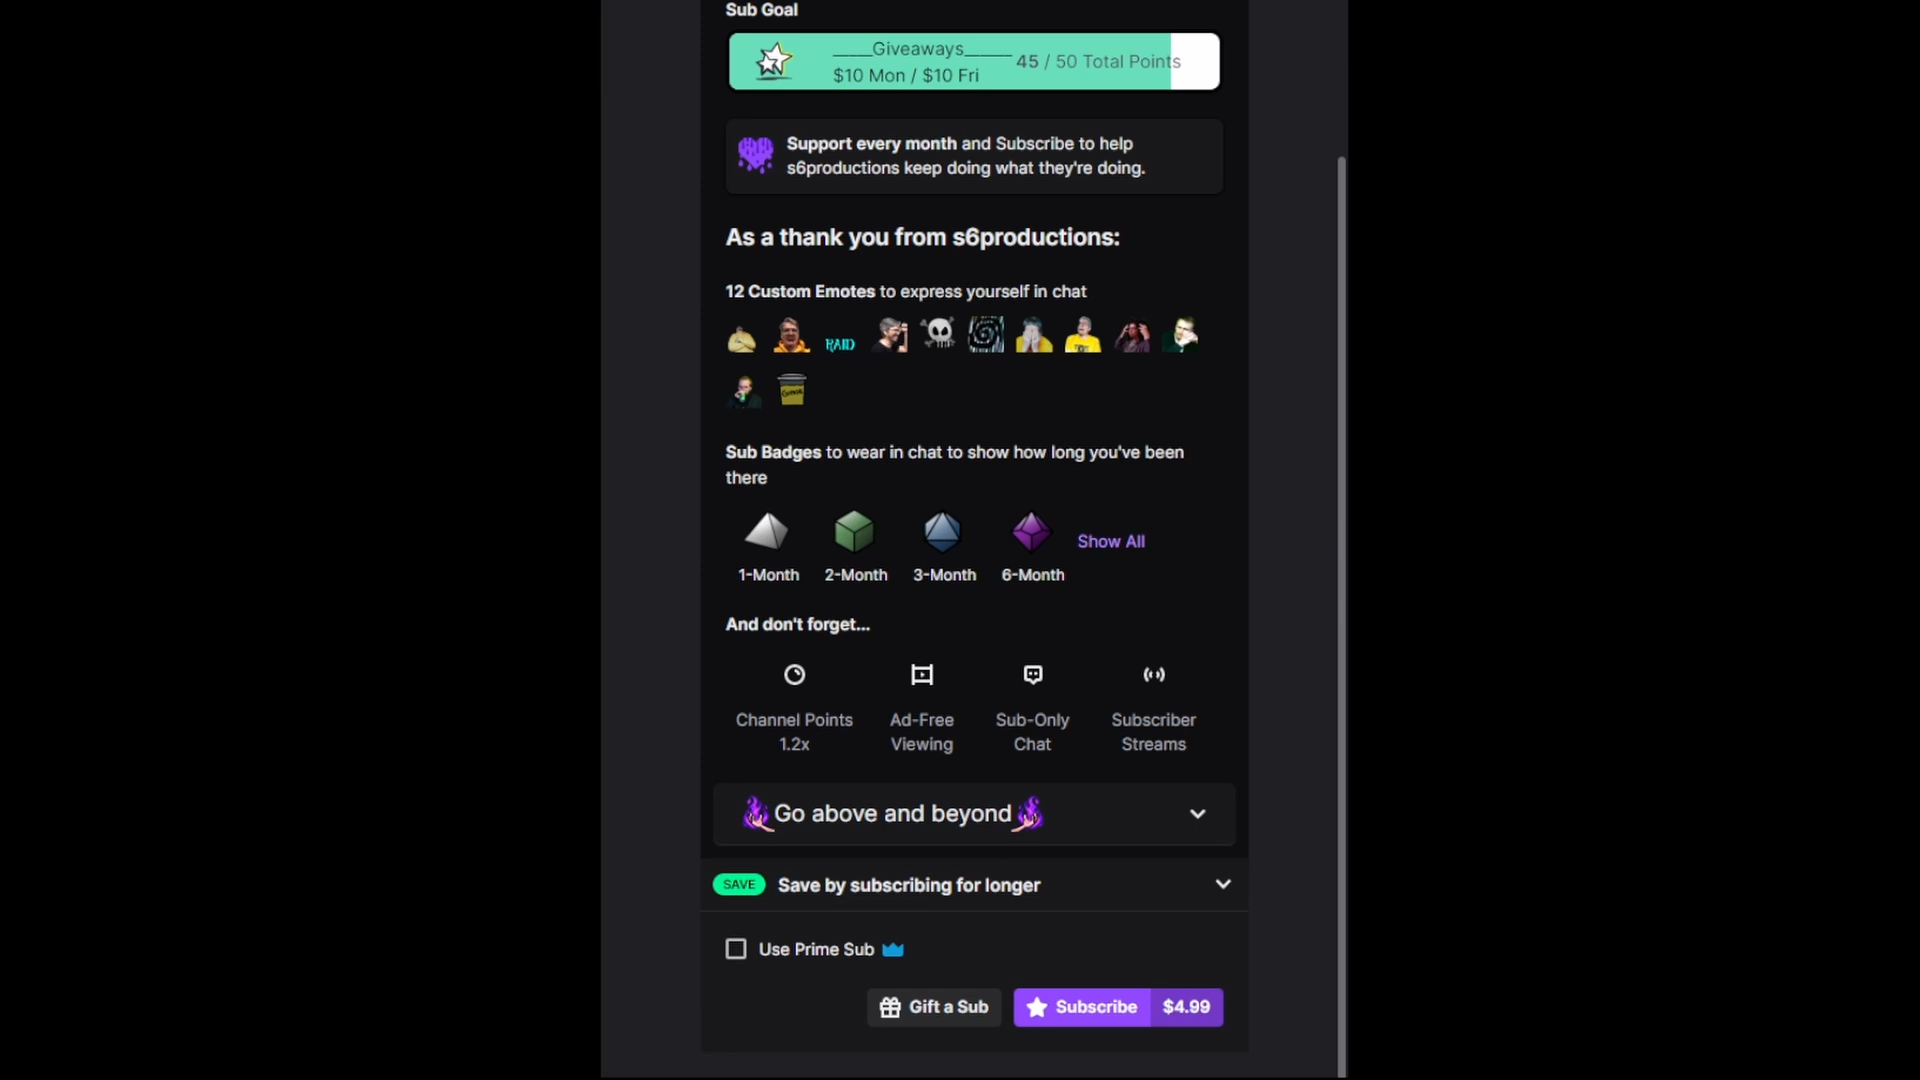 Sub Goal
_____Giveaways______
$10 Mon / $10 Fri
45 / 50 Total Points
Support every month and Subscribe to help
s6productions keep doing what they're doing.
As a thank you from s6productions:
12 Custom Emotes to express yourself in chat
RAID
Sub Badges to wear in chat to show how long you've been
there
1-Month 2-Month 3-Month 6-Month Show All
And don't forget...
Channel Points Ad-Free Sub-Only Subscriber
1.2x Viewing Chat Streams
Go above and beyond
SAVE Save by subscribing for longer
Use Prime Sub
Gift a Sub Subscribe $4.99